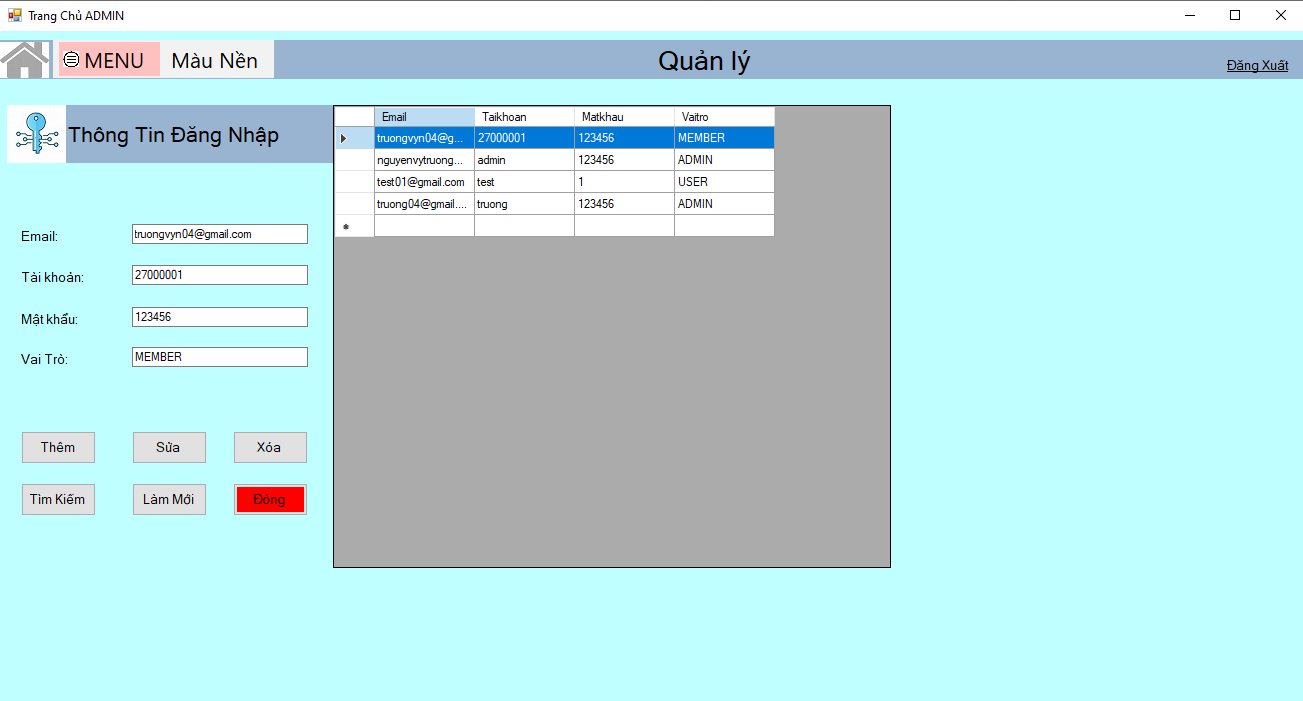 Trang Chủ ADMIN
MENU Màu Nền Quản lý Đăng Xuất
Thông Tin Đăng Nhập
Email: truongvyn04@gmail.com
Tài khoản: 27000001
Mật khẩu: 123456
Vai Trò: MEMBER
Thêm Sửa Xóa
Tìm Kiếm Làm Mới Đóng
Email Taikhoan Matkhau Vaitro
truongvyn04@g... 27000001 123456 MEMBER
nguyenvytruong... admin 123456 ADMIN
test01@gmail.com test 1 USER
truong04@gmail.... truong 123456 ADMIN